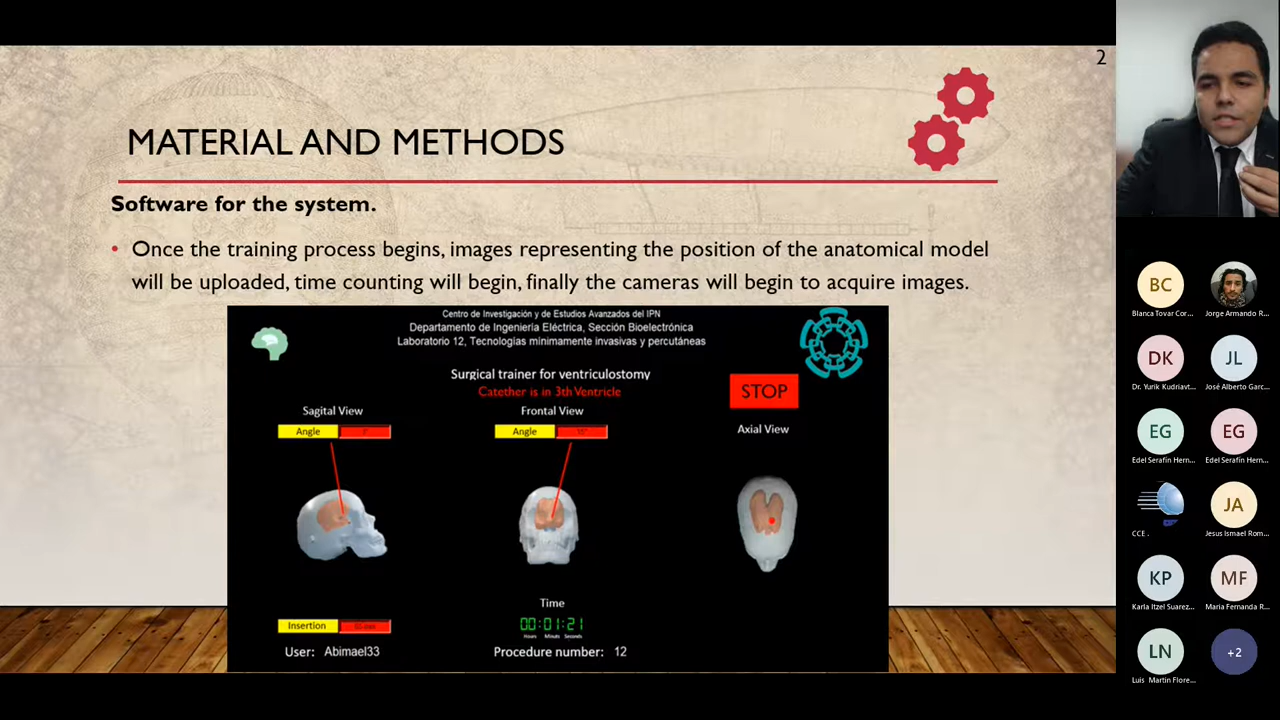 2
MATERIAL AND METHODS
Software for the system.
• Once the training process begins, images representing the position of the anatomical model
will be uploaded, time counting will begin, finally the cameras will begin to acquire images.
Centro de Investigación y de Estudios Avanzados del IPN
Departamento de Ingeniería Eléctrica, Sección Bioelectrónica
Laboratorio 12, Tecnologías mínimamente invasivas y percutáneas
Surgical trainer for ventriculostomy
Catether is in 3th Ventricle
STOP
Sagital View
Frontal View
Axial View
Angle
Angle
Time
00:01:21
Hours Minuts Seconds
Insertion
User: Abimael33
Procedure number: 12
BC
Blanca Tovar Cor...
Jorge Armando R...
DK
Dr. Yurik Kudriavt...
JL
José Alberto Garc...
EG
Edel Serafín Hern...
EG
Edel Serafín Hern...
CCE .
JA
Jesus Ismael Rom...
KP
Karla Itzel Suarez...
MF
Maria Fernanda R...
LN
Luis Martin Flore...
+2